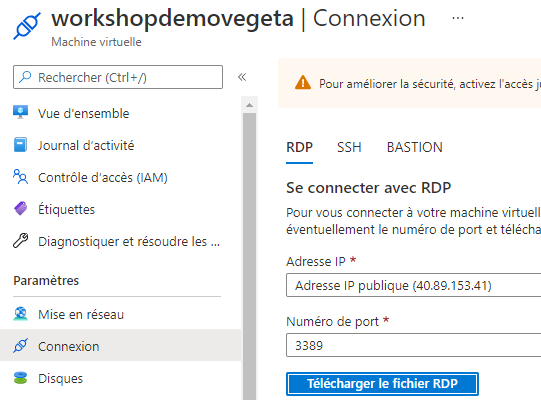 workshopdemovegeta | Connexion ...
Machine virtuelle
Rechercher (Ctrl+/)
Vue d'ensemble
Journal d'activité
Contrôle d'accès (IAM)
Étiquettes
Diagnostiquer et résoudre les ...
Paramètres
Mise en réseau
Connexion
Disques
Pour améliorer la sécurité, activez l'accès ju
RDP SSH BASTION
Se connecter avec RDP
Pour vous connecter à votre machine virtuell
éventuellement le numéro de port et télécha
Adresse IP *
Adresse IP publique (40.89.153.41)
Numéro de port *
3389
Télécharger le fichier RDP